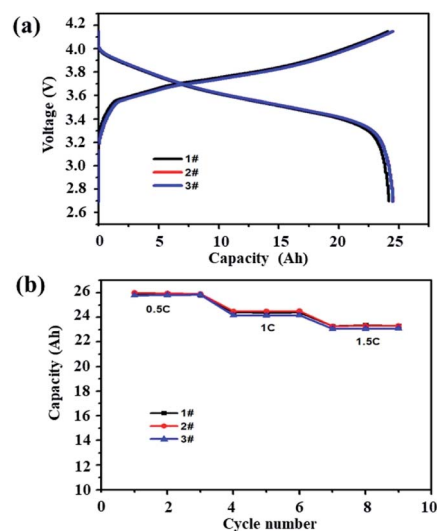 (a)
4.2
4.0
3.8
3.6
3.4
3.2
3.0
2.8
2.6
Voltage (V)
1#
2#
3#
0 5 10 15 20 25
Capacity (Ah)
(b)
26
24
22
20
18
16
14
12
10
Capacity (Ah)
0.5C
1C
1.5C
1#
2#
3#
0 2 4 6 8 10
Cycle number